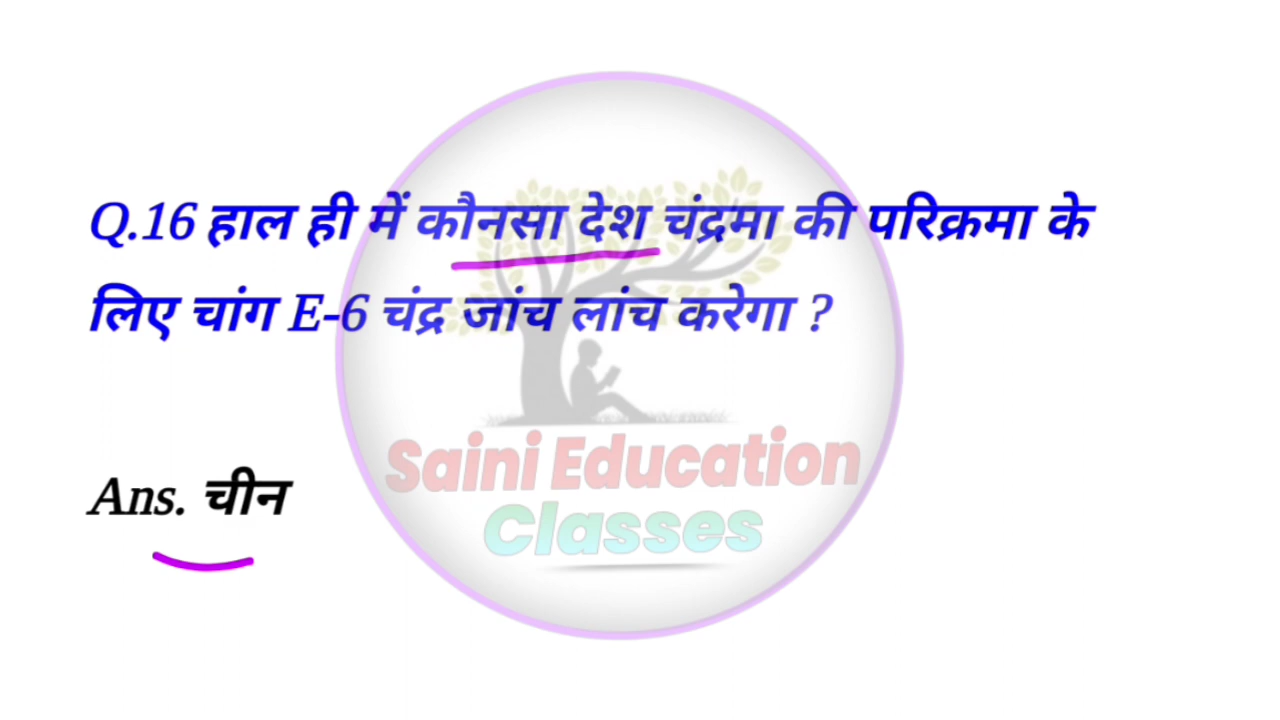 Q.16 हाल ही में कौनसा देश चंद्रमा की परिक्रमा के
लिए चांग E-6 चंद्र जांच लांच करेगा ?
Saini Education
Classes
Ans. चीन